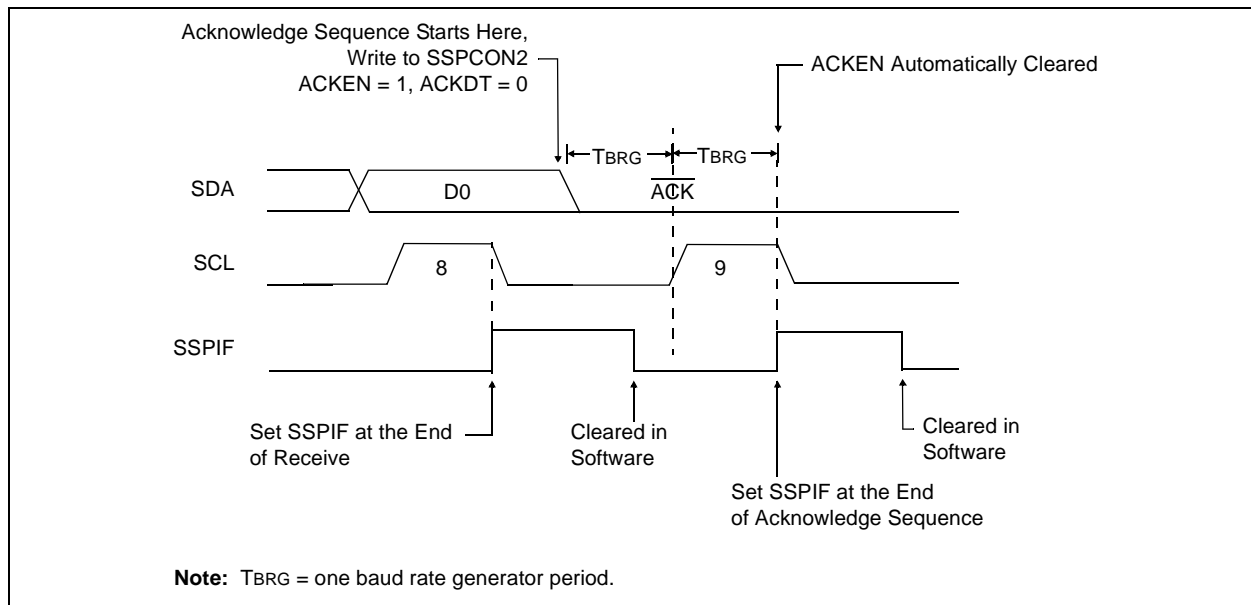 Acknowledge Sequence Starts Here,
Write to SSPCON2
ACKEN = 1, ACKDT = 0
ACKEN Automatically Cleared
TBRG
TBRG
SDA
D0
ACK
SCL
8
9
SSPIF
Set SSPIF at the End
of Receive
Cleared in
Software
Cleared in
Software
Set SSPIF at the End
of Acknowledge Sequence
Note: TBRG = one baud rate generator period.